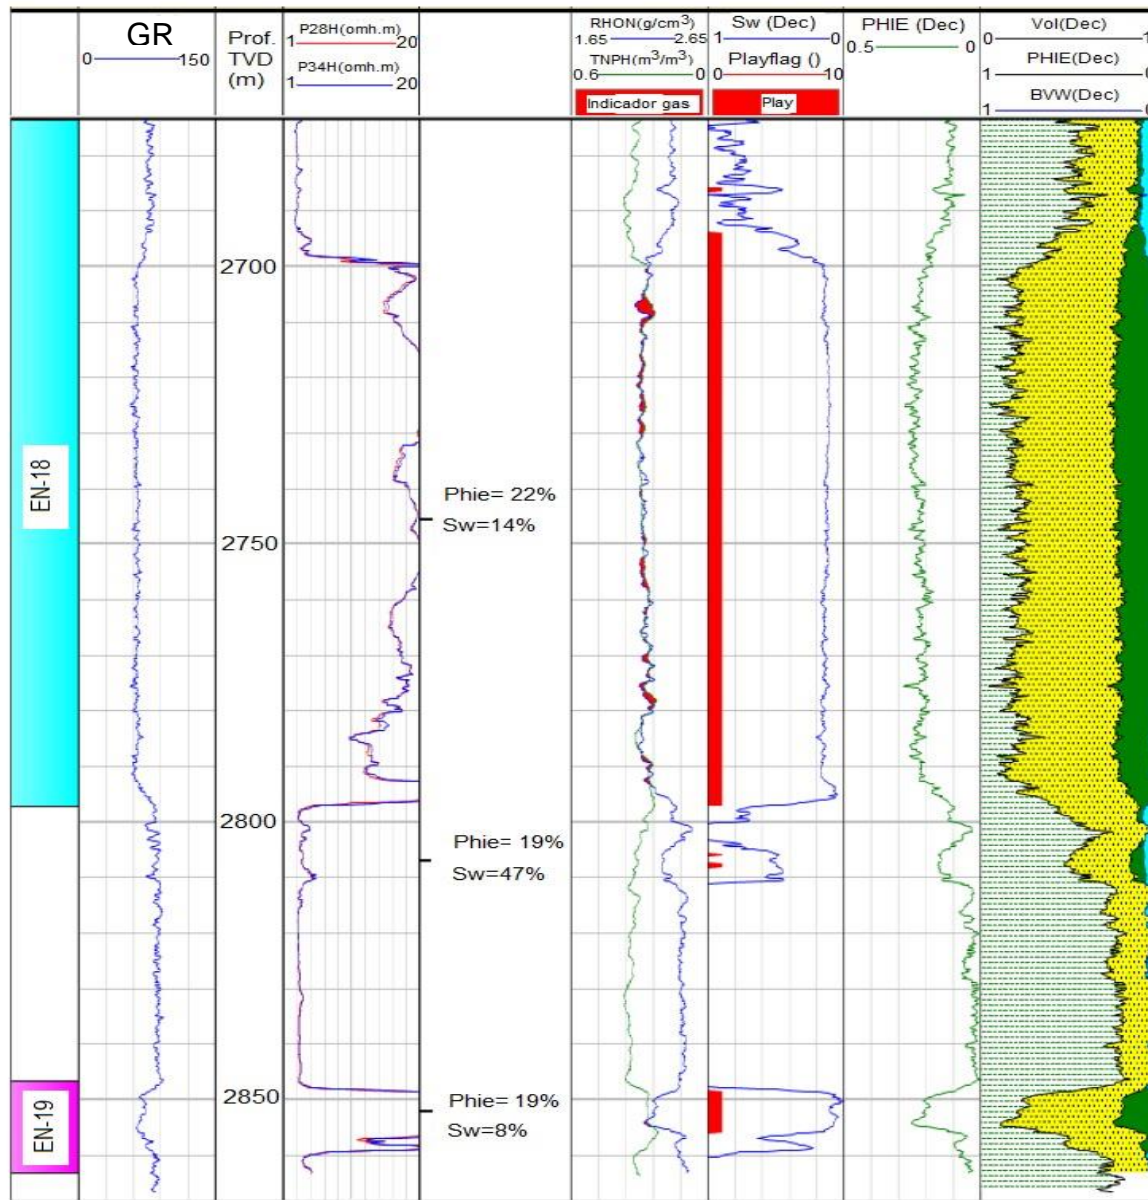 GR
0 150
Prof.
TVD
(m)
P28H(omh.m)
1 20
P34H(omh.m)
1 20
RHON(g/cm³)
1.65 2.65
TNPH(m³/m³)
0.6 0
Indicador gas
Sw (Dec)
1 0
Playflag ()
0 10
Play
PHIE (Dec)
0.5 0
Vol(Dec)
0 1
PHIE(Dec)
1
BVW(Dec)
1
EN-18
2700
Phie= 22%
Sw=14%
2750
2800
Phie= 19%
Sw=47%
EN-19
2850
Phie= 19%
Sw=8%